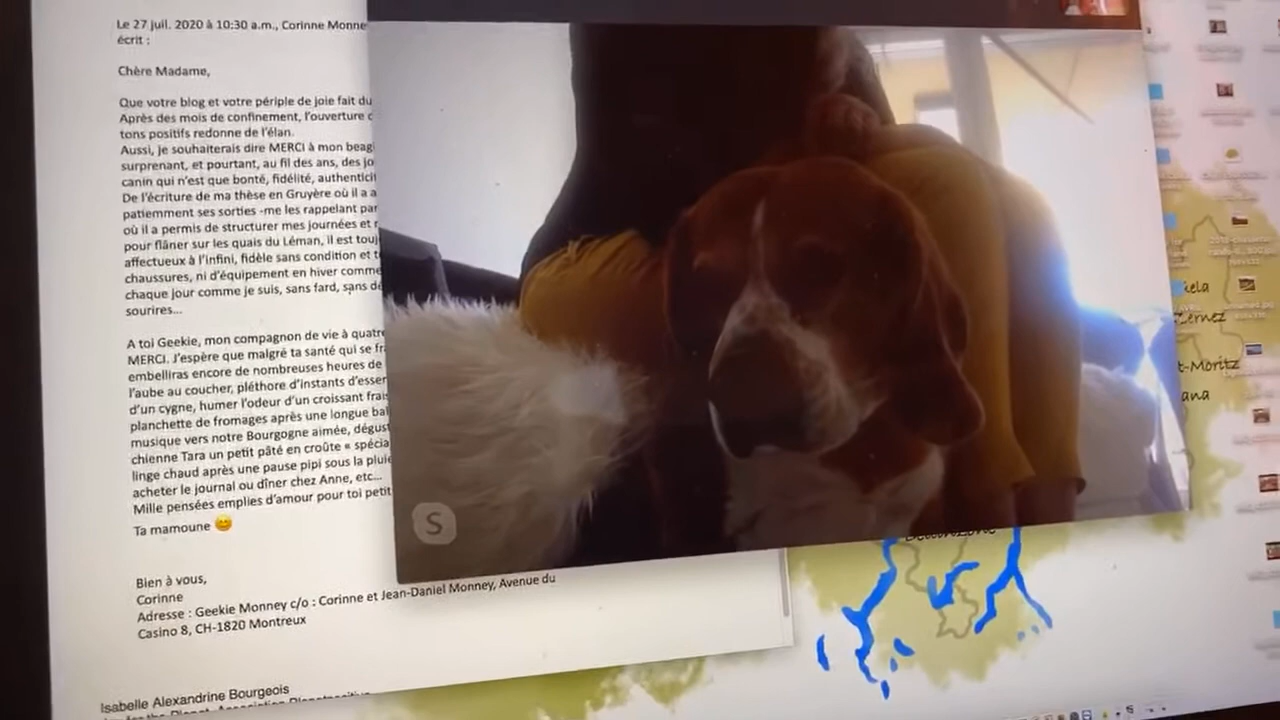 Le 27 juil. 2020 à 10:30 a.m., Corinne Monne
écrit :
Chère Madame,
Que votre blog et votre périple de joie fait du
Après des mois de confinement, l'ouverture
tons positifs redonne de l'élan.
Aussi, je souhaiterais dire MERCI à mon beag
surprenant, et pourtant, au fil des ans, des jo
canin qui n'est que bonté, fidélité, authenticit
De l'écriture de ma thèse en Gruyère où il a a
patiemment ses sorties -me les rappelant par
où il a permis de structurer mes journées et
pour flâner sur les quais du Léman, il est touj
affectueux à l'infini, fidèle sans condition et
chaussures, ni d'équipement en hiver comme
chaque jour comme je suis, sans fard, sans de
sourires...
A toi Geekie, mon compagnon de vie à quatre
MERCI. J'espère que malgré ta santé qui se fr
embelliras encore de nombreuses heures de
l'aube au coucher, pléthore d'instants d'esser
d'un cygne, humer l'odeur d'un croissant frai
planchette de fromages après une longue bal
musique vers notre Bourgogne aimée, dégust
chienne Tara un petit pâté en croûte « spécia
linge chaud après une pause pipi sous la pluie
acheter le journal ou dîner chez Anne, etc...
Mille pensées emplies d'amour pour toi petit
Ta mamoune 😊
Bien à vous,
Corinne
Adresse : Geekie Monney c/o : Corinne et Jean-Daniel Monney, Avenue du
Casino 8, CH-1820 Montreux
Isabelle Alexandrine Bourgeois
S
Zernez
t-Moritz
ana